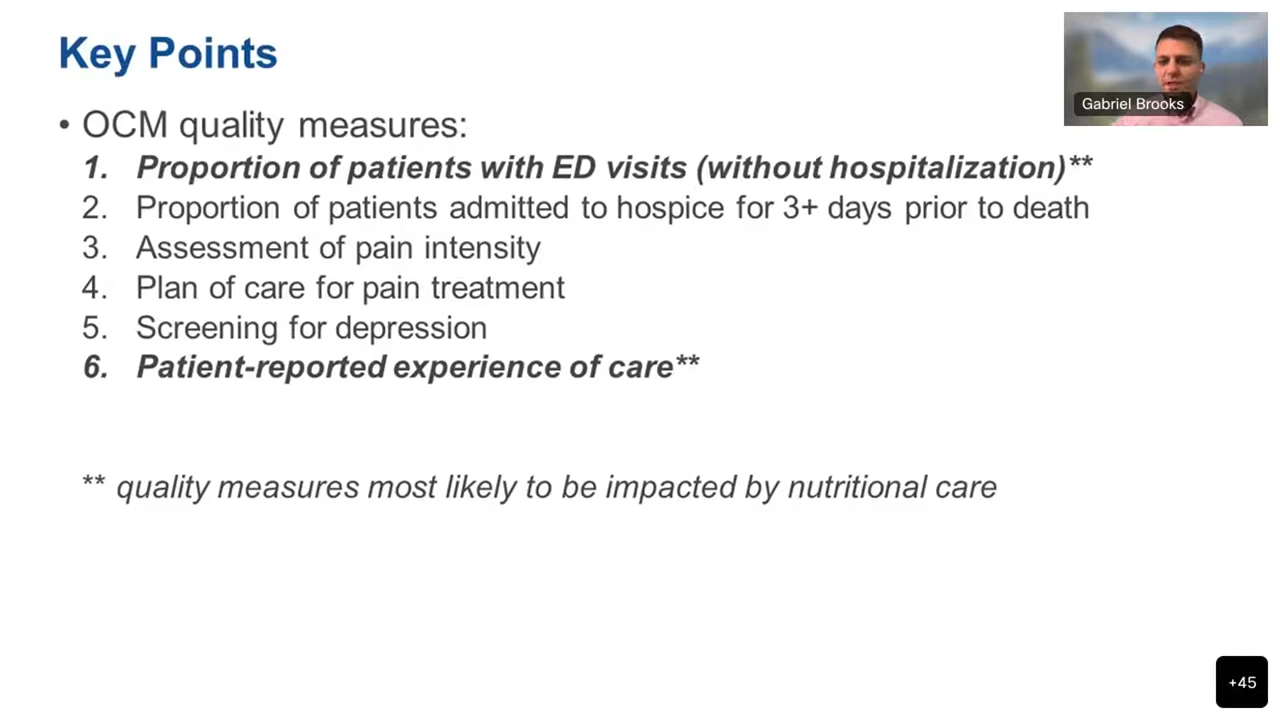 Key Points
Gabriel Brooks
• OCM quality measures:
1. Proportion of patients with ED visits (without hospitalization)**
2. Proportion of patients admitted to hospice for 3+ days prior to death
3. Assessment of pain intensity
4. Plan of care for pain treatment
5. Screening for depression
6. Patient-reported experience of care**
** quality measures most likely to be impacted by nutritional care
+45